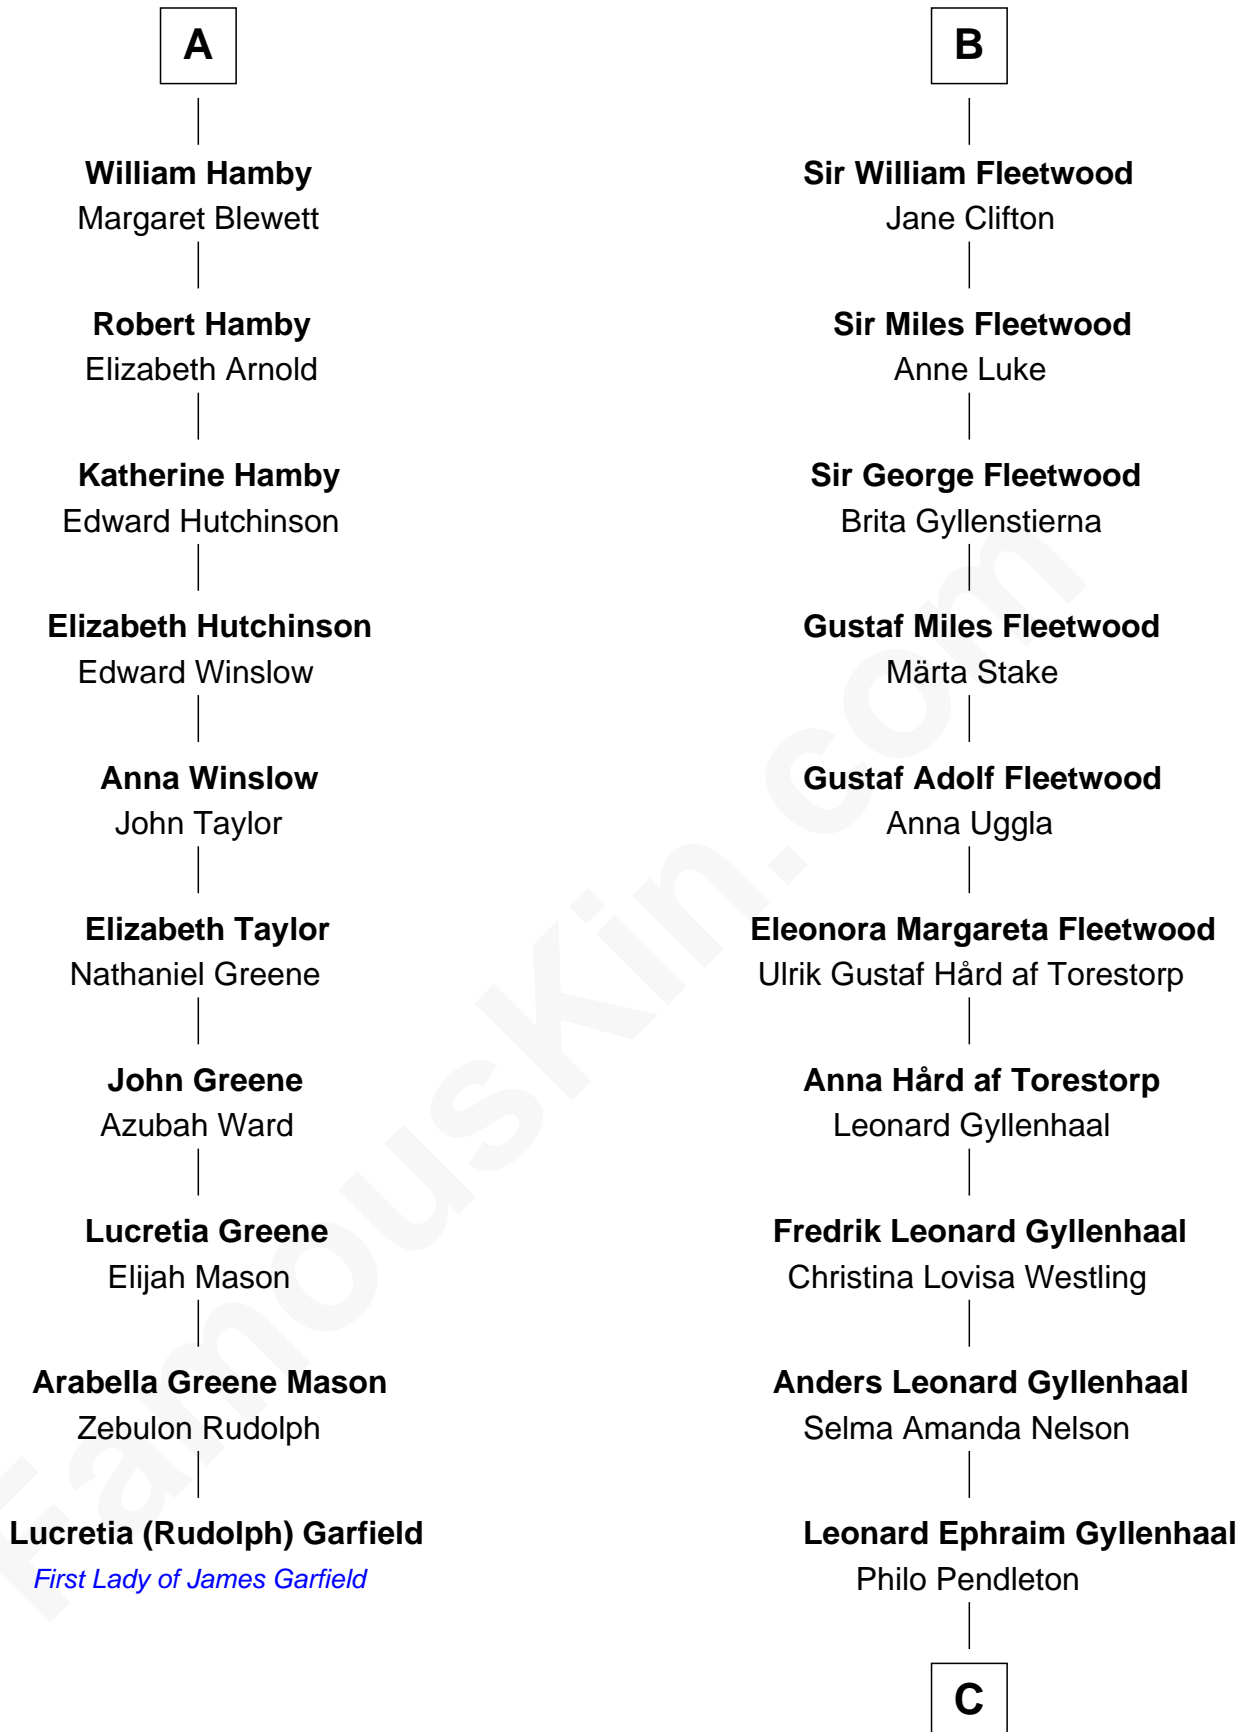 A
William Hamby
Margaret Blewett
Robert Hamby
Elizabeth Arnold
Katherine Hamby
Edward Hutchinson
Elizabeth Hutchinson
Edward Winslow
Anna Winslow
John Taylor
Elizabeth Taylor
Nathaniel Greene
John Greene
Azubah Ward
Lucretia Greene
Elijah Mason
Arabella Greene Mason
Zebulon Rudolph
Lucretia (Rudolph) Garfield
First Lady of James Garfield
B
Sir William Fleetwood
Jane Clifton
Sir Miles Fleetwood
Anne Luke
Sir George Fleetwood
Brita Gyllenstierna
Gustaf Miles Fleetwood
Märta Stake
Gustaf Adolf Fleetwood
Anna Uggla
Eleonora Margareta Fleetwood
Ulrik Gustaf Hård af Torestorp
Anna Hård af Torestorp
Leonard Gyllenhaal
Fredrik Leonard Gyllenhaal
Christina Lovisa Westling
Anders Leonard Gyllenhaal
Selma Amanda Nelson
Leonard Ephraim Gyllenhaal
Philo Pendleton
C
FamousKin.com